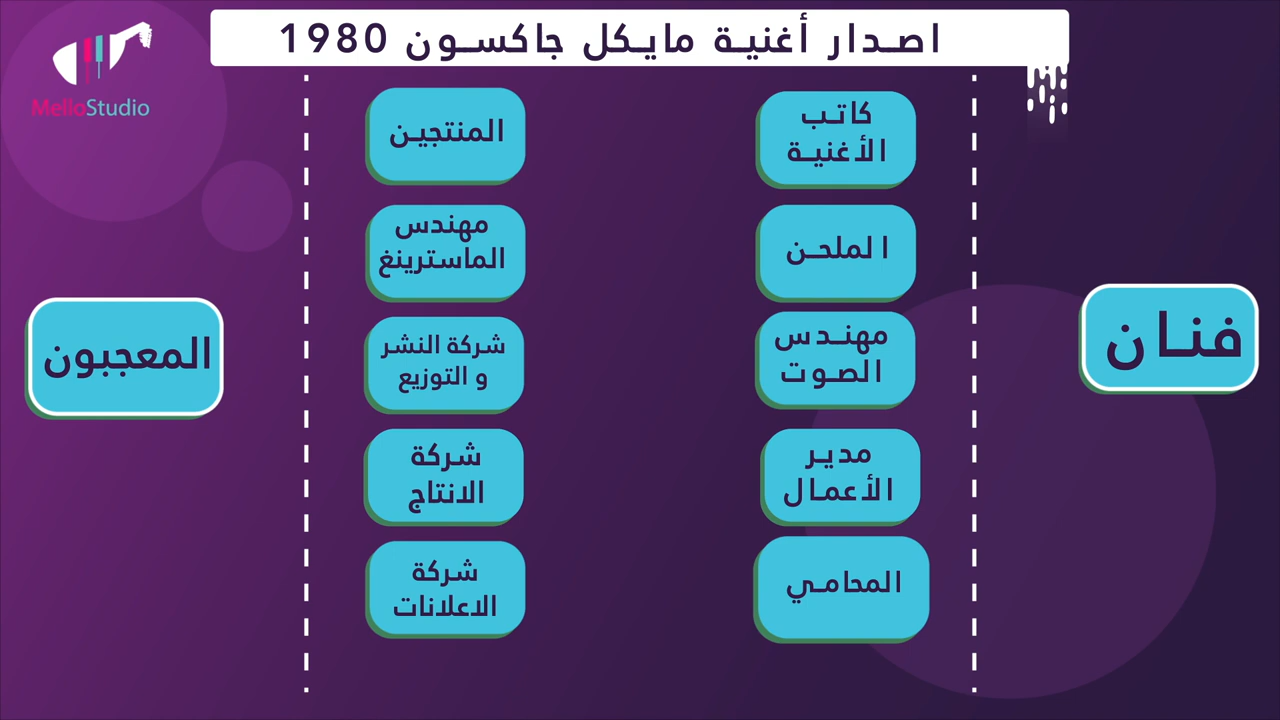 اصدار أغنية مايكل جاكسون 1980
MelloStudio
فنان
كاتب
الأغنية
الملحن
مهندس
الصوت
مدير
الأعمال
المحامي
المنتجين
مهندس
الماسترينغ
شركة النشر
و التوزيع
شركة
الانتاج
شركة
الاعلانات
المعجبون